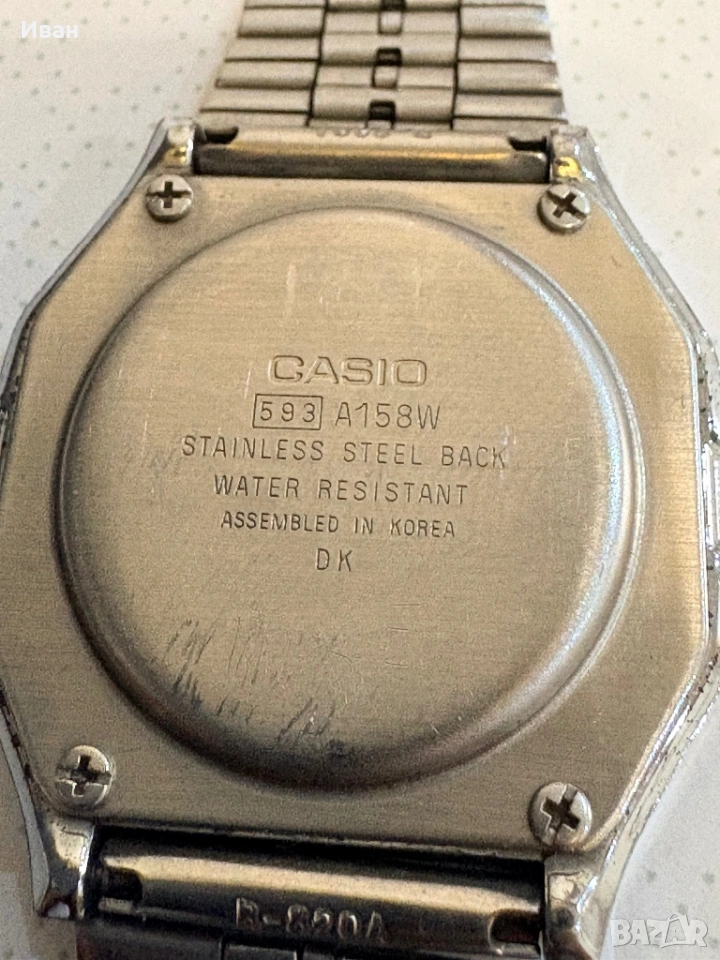 Иван
CASIO
593 A158W
STAINLESS STEEL BACK
WATER RESISTANT
ASSEMBLED IN KOREA
DK
B-820A
BAZAR